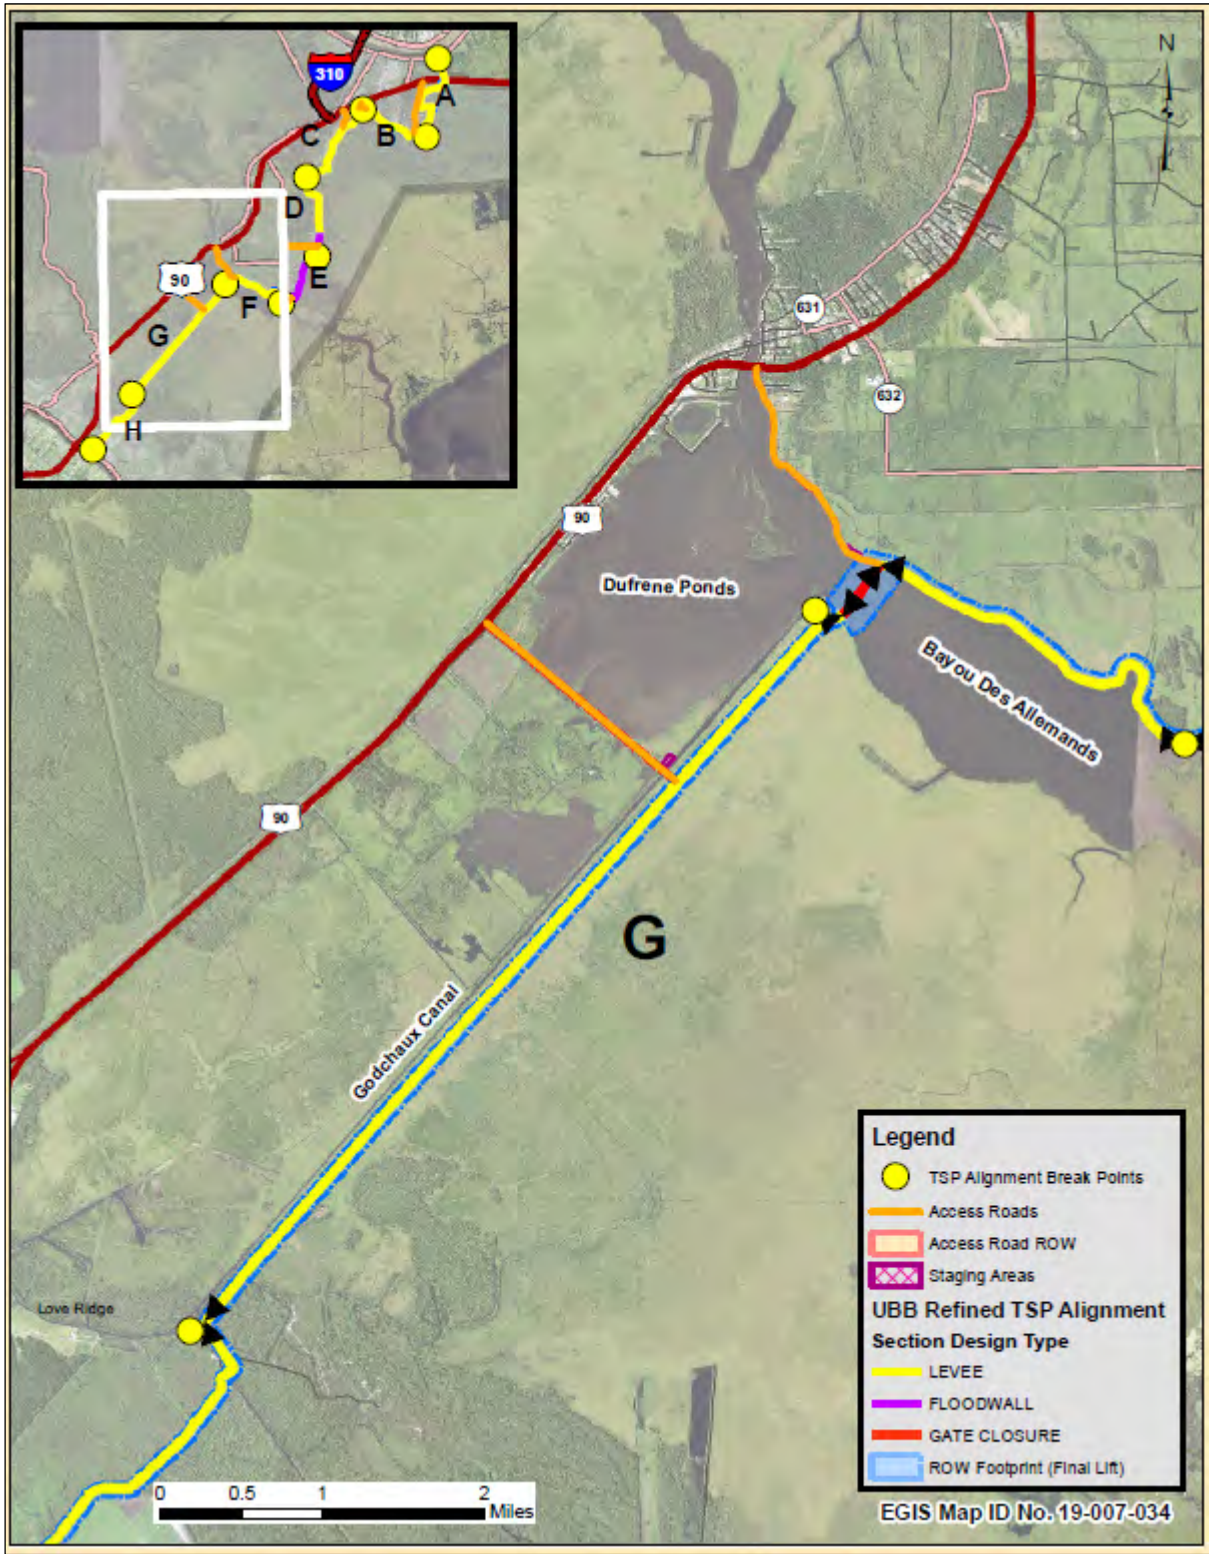 310
A
B
C
D
E
90
F
G
H
N
631
632
90
Dufrene Ponds
Bayou Des Allemands
90
G
Godchaux Canal
Love Ridge
Legend
TSP Alignment Break Points
Access Roads
Access Road ROW
Staging Areas
UBB Refined TSP Alignment
Section Design Type
LEVEE
FLOODWALL
GATE CLOSURE
ROW Footprint (Final Lift)
0 0.5 1 2
Miles
EGIS Map ID No. 19-007-034